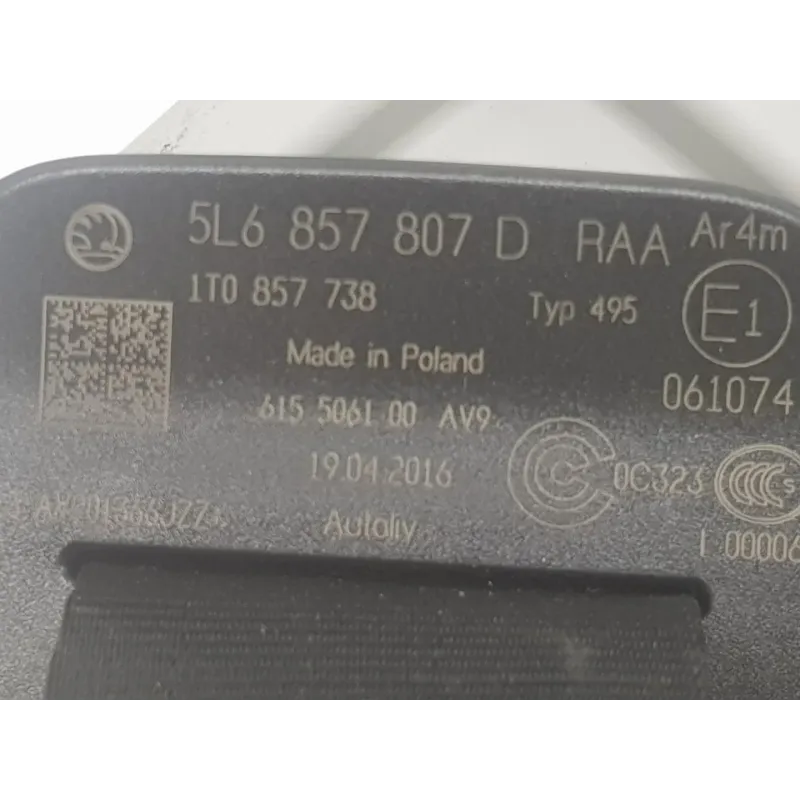 5L6 857 807 D RAA Ar4m
1T0 857 738 Typ 495 E1
Made in Poland 061074
615 5061 00 AV9
19.04.2016 0C323 S
Autoliv